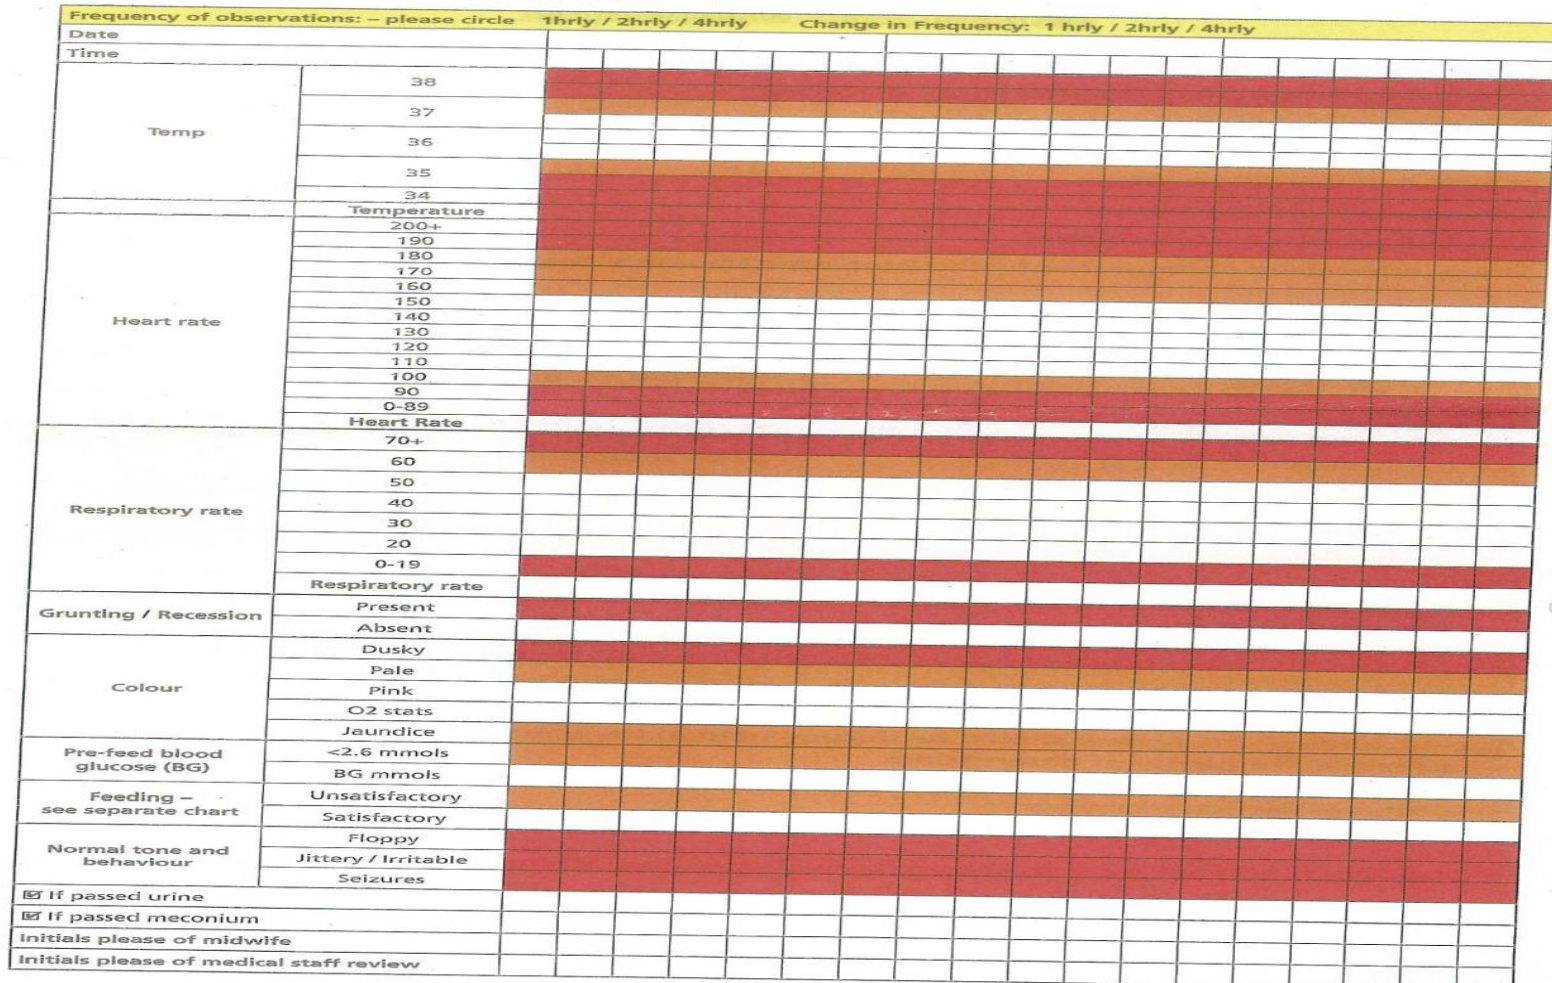 Frequency of observations: – please circle 1hrly / 2hrly / 4hrly Change in Frequency: 1 hrly / 2hrly / 4hrly
Date
Time
Temp
38
37
36
35
34
Temperature
Heart rate
200+
190
180
170
160
150
140
130
120
110
100
90
0-89
Heart Rate
Respiratory rate
70+
60
50
40
30
20
0-19
Respiratory rate
Grunting / Recession
Present
Absent
Colour
Dusky
Pale
Pink
O2 stats
Jaundice
Pre-feed blood
glucose (BG)
<2.6 mmols
BG mmols
Feeding –
see separate chart
Unsatisfactory
Satisfactory
Normal tone and
behaviour
Floppy
Jittery / Irritable
Seizures
☑ If passed urine
☑ If passed meconium
Initials please of midwife
Initials please of medical staff review